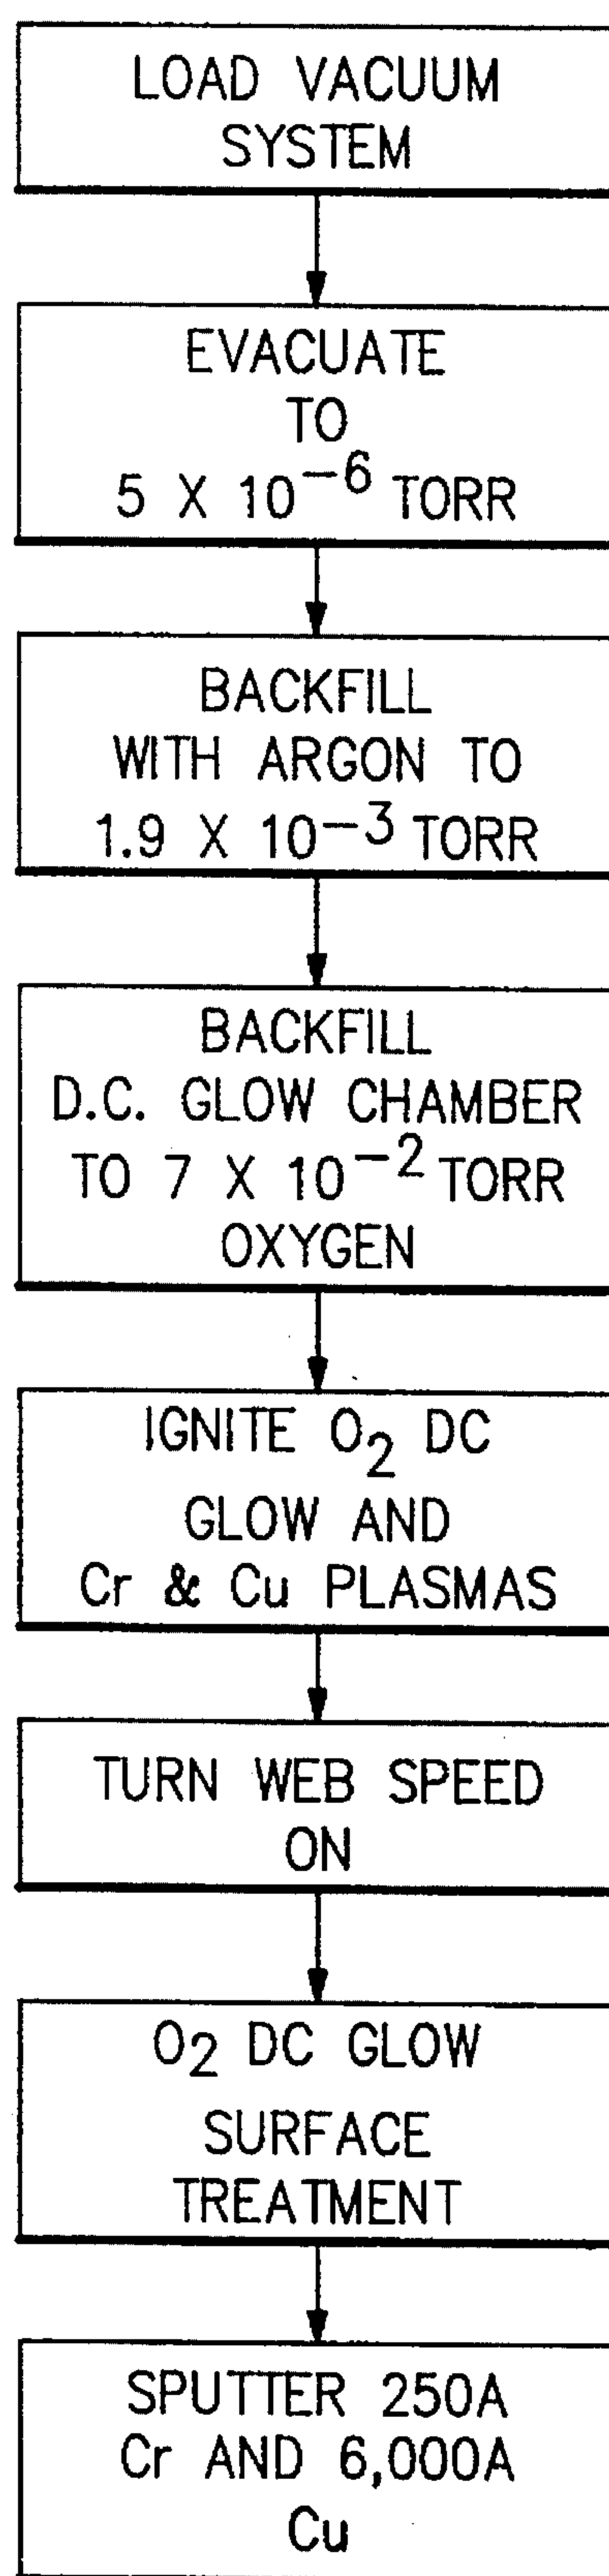 LOAD VACUUM
SYSTEM
EVACUATE
TO
5 X 10⁻⁶ TORR
BACKFILL
WITH ARGON TO
1.9 X 10⁻³ TORR
BACKFILL
D.C. GLOW CHAMBER
TO 7 X 10⁻² TORR
OXYGEN
IGNITE O₂ DC
GLOW AND
Cr & Cu PLASMAS
TURN WEB SPEED
ON
O₂ DC GLOW
SURFACE
TREATMENT
SPUTTER 250A
Cr AND 6,000A
Cu